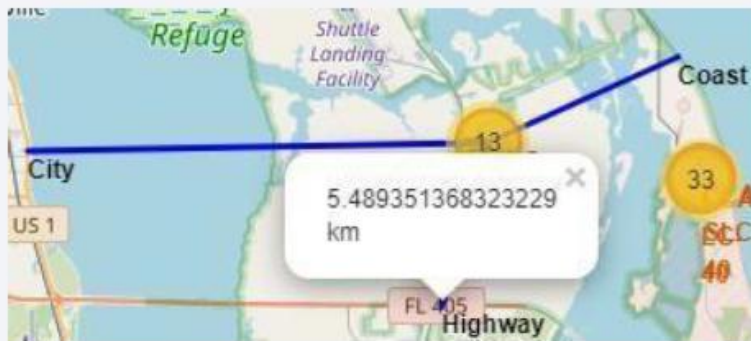 Refuge
Shuttle
Landing
Facility
Coast
13
City
33
5.489351368323229
km
×
US 1
40
FL 405
Highway